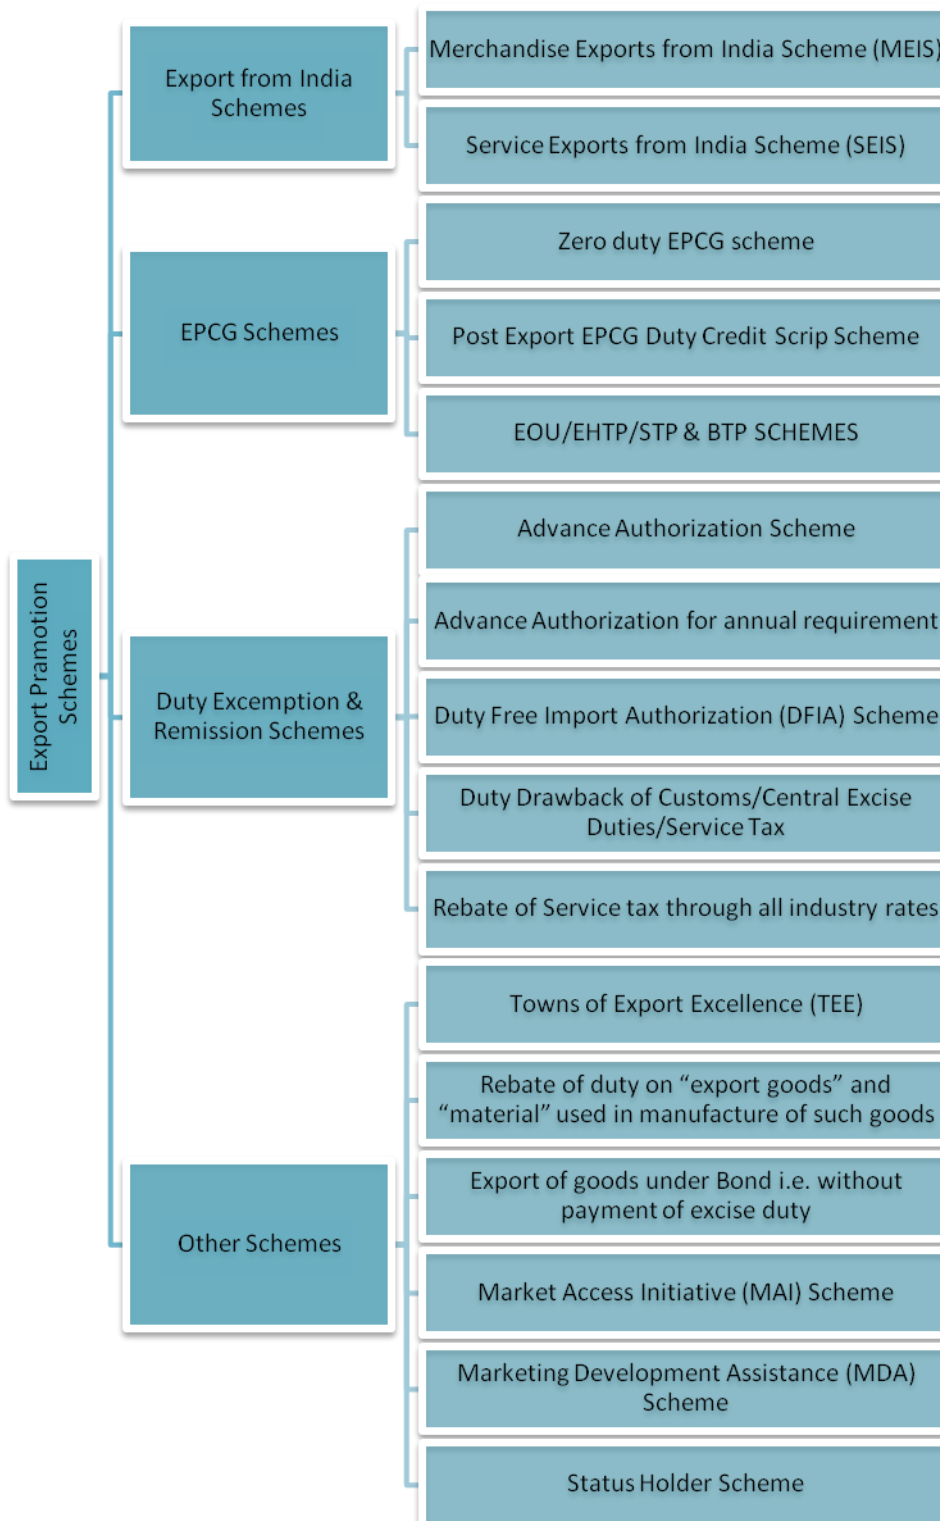 Export Pramotion
Schemes
Export from India
Schemes
Merchandise Exports from India Scheme (MEIS)
Service Exports from India Scheme (SEIS)
EPCG Schemes
Zero duty EPCG scheme
Post Export EPCG Duty Credit Scrip Scheme
EOU/EHTP/STP & BTP SCHEMES
Duty Excemption &
Remission Schemes
Advance Authorization Scheme
Advance Authorization for annual requirement
Duty Free Import Authorization (DFIA) Scheme
Duty Drawback of Customs/Central Excise
Duties/Service Tax
Rebate of Service tax through all industry rates
Other Schemes
Towns of Export Excellence (TEE)
Rebate of duty on “export goods” and
“material” used in manufacture of such goods
Export of goods under Bond i.e. without
payment of excise duty
Market Access Initiative (MAI) Scheme
Marketing Development Assistance (MDA)
Scheme
Status Holder Scheme